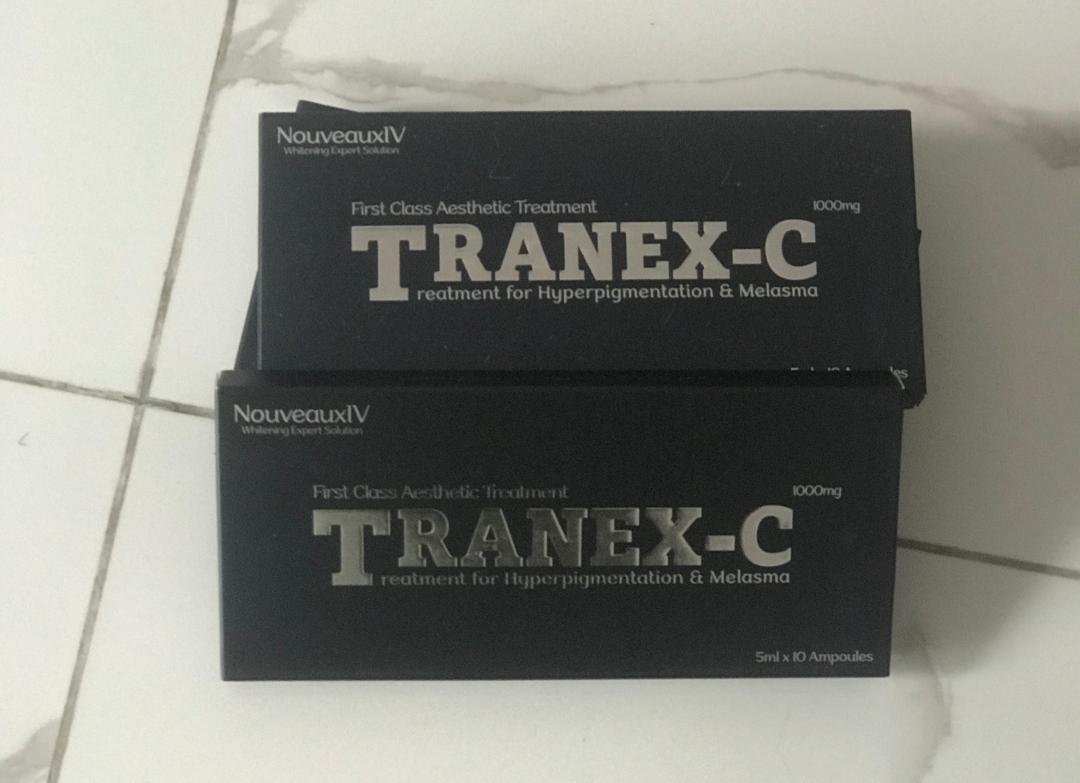 NouveauxIV
Whitening Expert Solution
First Class Aesthetic Treatment
1000mg
TRANEX-C
reatment for Hyperpigmentation & Melasma
NouveauxIV
Whitening Expert Solution
First Class Aesthetic Treatment
1000mg
TRANEX-C
reatment for Hyperpigmentation & Melasma
5ml x 10 Ampoules